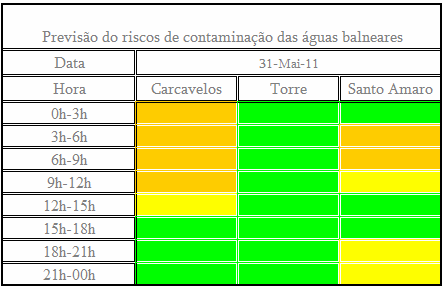 Previsão do riscos de contaminação das águas balneares
Data 31-Mai-11
Hora Carcavelos Torre Santo Amaro
0h-3h
3h-6h
6h-9h
9h-12h
12h-15h
15h-18h
18h-21h
21h-00h